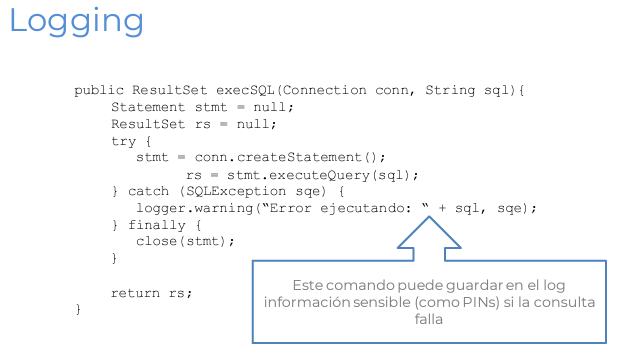 Logging
public ResultSet execSQL(Connection conn, String sql){
Statement stmt = null;
ResultSet rs = null;
try {
stmt = conn.createStatement();
rs = stmt.executeQuery(sql);
} catch (SQLException sqe) {
logger.warning(“Error ejecutando: “ + sql, sqe);
} finally {
close(stmt);
}
return rs;
}
Este comando puede guardar en el log
información sensible (como PINs) si la consulta
falla